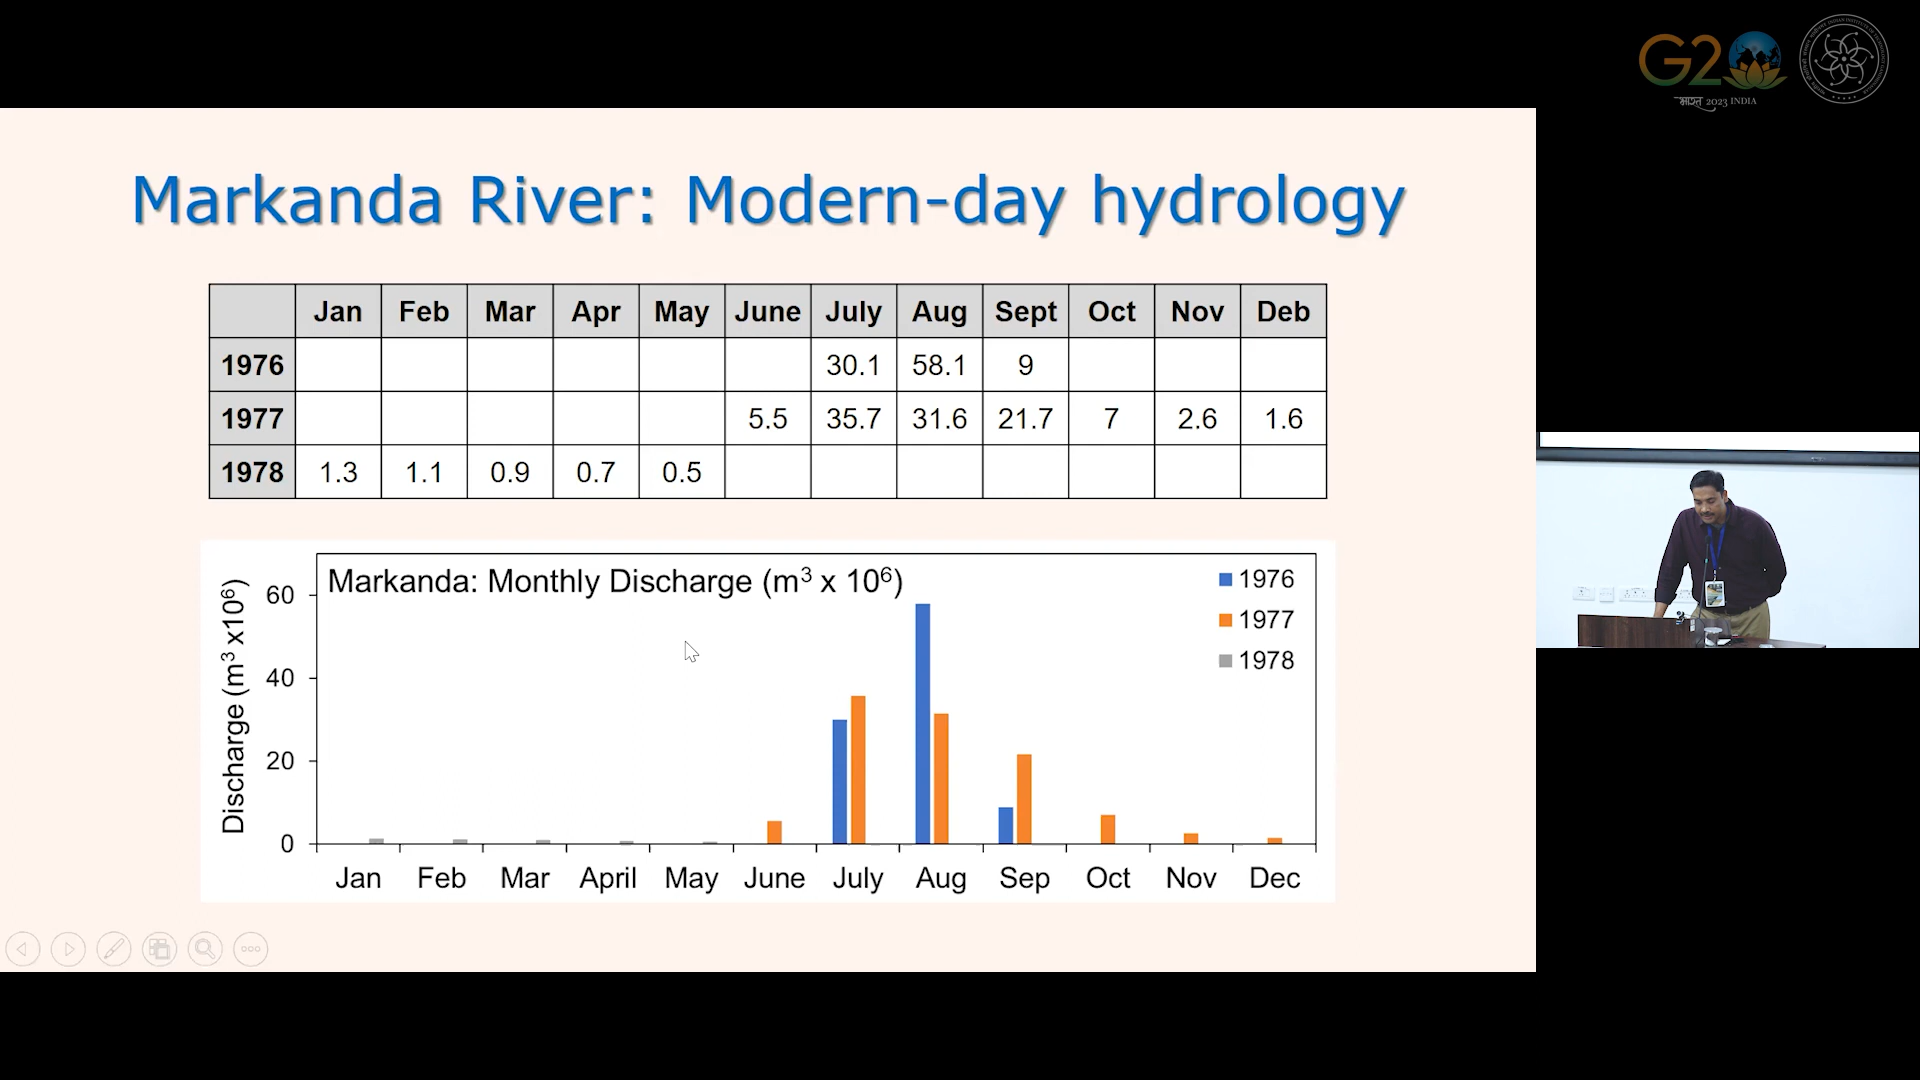 G20
भारत 2023 INDIA
Markanda River: Modern-day hydrology
Jan Feb Mar Apr May June July Aug Sept Oct Nov Deb
1976 30.1 58.1 9
1977 5.5 35.7 31.6 21.7 7 2.6 1.6
1978 1.3 1.1 0.9 0.7 0.5
Markanda: Monthly Discharge (m³ x 10⁶)
1976
1977
1978
Discharge (m³ x10⁶)
60
40
20
0
Jan Feb Mar April May June July Aug Sep Oct Nov Dec